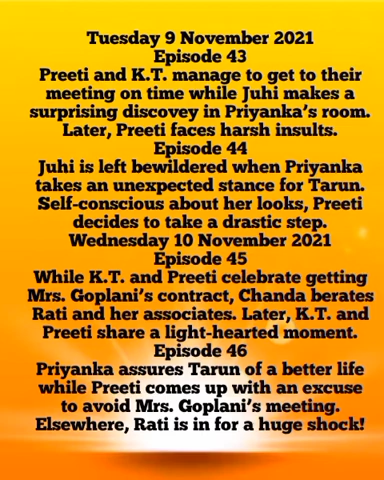 Tuesday 9 November 2021
Episode 43
Preeti and K.T. manage to get to their
meeting on time while Juhi makes a
surprising discovey in Priyanka's room.
Later, Preeti faces harsh insults.
Episode 44
Juhi is left bewildered when Priyanka
takes an unexpected stance for Tarun.
Self-conscious about her looks, Preeti
decides to take a drastic step.
Wednesday 10 November 2021
Episode 45
While K.T. and Preeti celebrate getting
Mrs. Goplani's contract, Chanda berates
Rati and her associates. Later, K.T. and
Preeti share a light-hearted moment.
Episode 46
Priyanka assures Tarun of a better life
while Preeti comes up with an excuse
to avoid Mrs. Goplani's meeting.
Elsewhere, Rati is in for a huge shock!